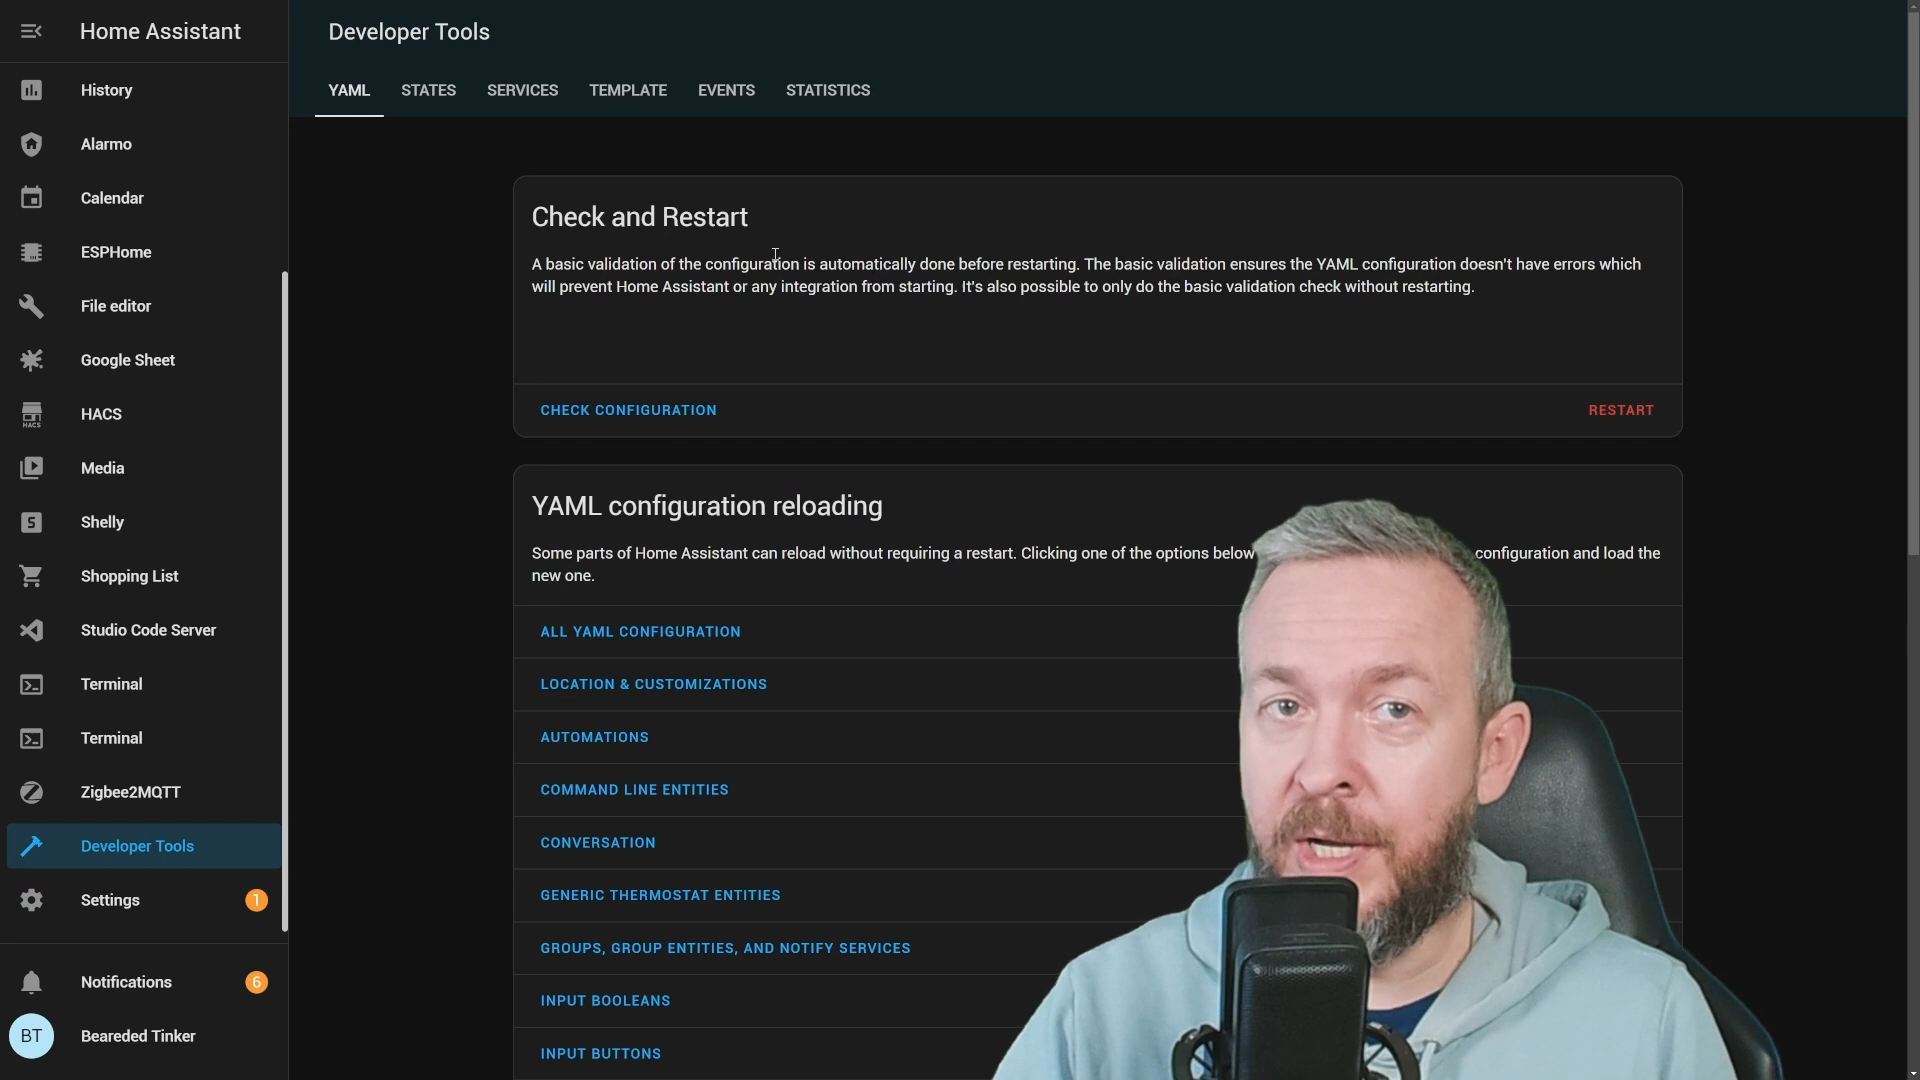 Home Assistant
History
Alarmo
Calendar
ESPHome
File editor
Google Sheet
HACS
HACS
Media
S
Shelly
Shopping List
Studio Code Server
Terminal
Terminal
Zigbee2MQTT
Developer Tools
Settings
1
Notifications
6
BT
Bearded Tinker
Developer Tools
YAML STATES SERVICES TEMPLATE EVENTS STATISTICS
Check and Restart
A basic validation of the configuration is automatically done before restarting. The basic validation ensures the YAML configuration doesn't have errors which
will prevent Home Assistant or any integration from starting. It's also possible to only do the basic validation check without restarting.
CHECK CONFIGURATION
RESTART
YAML configuration reloading
Some parts of Home Assistant can reload without requiring a restart. Clicking one of the options below configuration and load the
new one.
ALL YAML CONFIGURATION
LOCATION & CUSTOMIZATIONS
AUTOMATIONS
COMMAND LINE ENTITIES
CONVERSATION
GENERIC THERMOSTAT ENTITIES
GROUPS, GROUP ENTITIES, AND NOTIFY SERVICES
INPUT BOOLEANS
INPUT BUTTONS